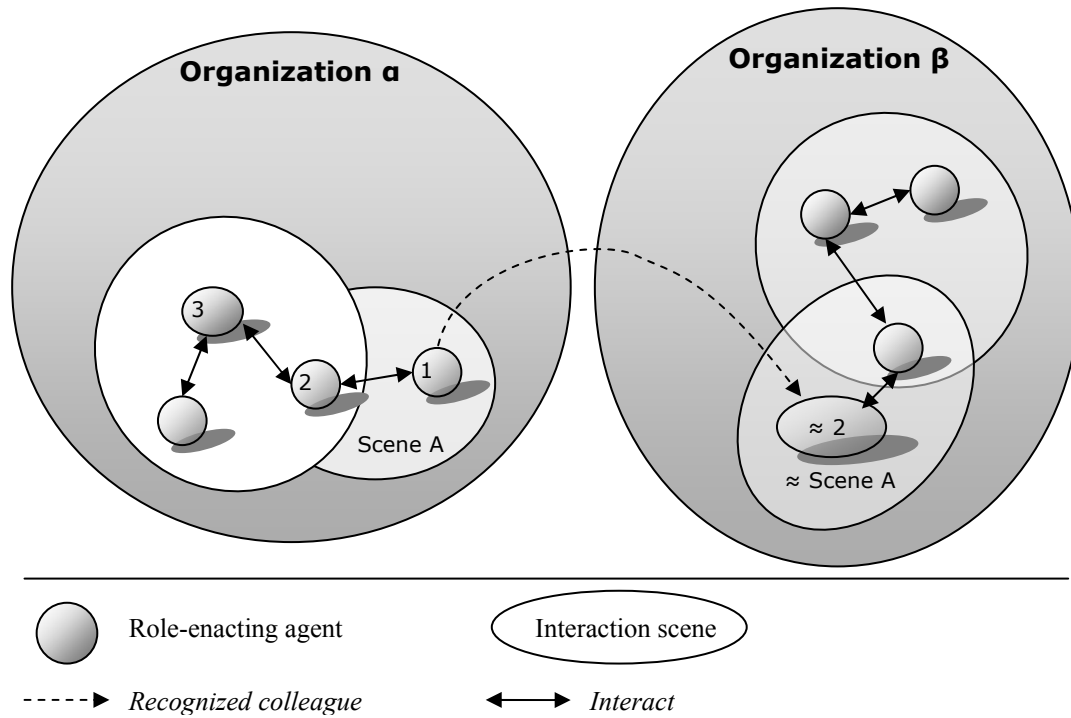 Organization α
Organization β
3
2
1
Scene A
≈ 2
≈ Scene A
Role-enacting agent
Interaction scene
Recognized colleague
Interact